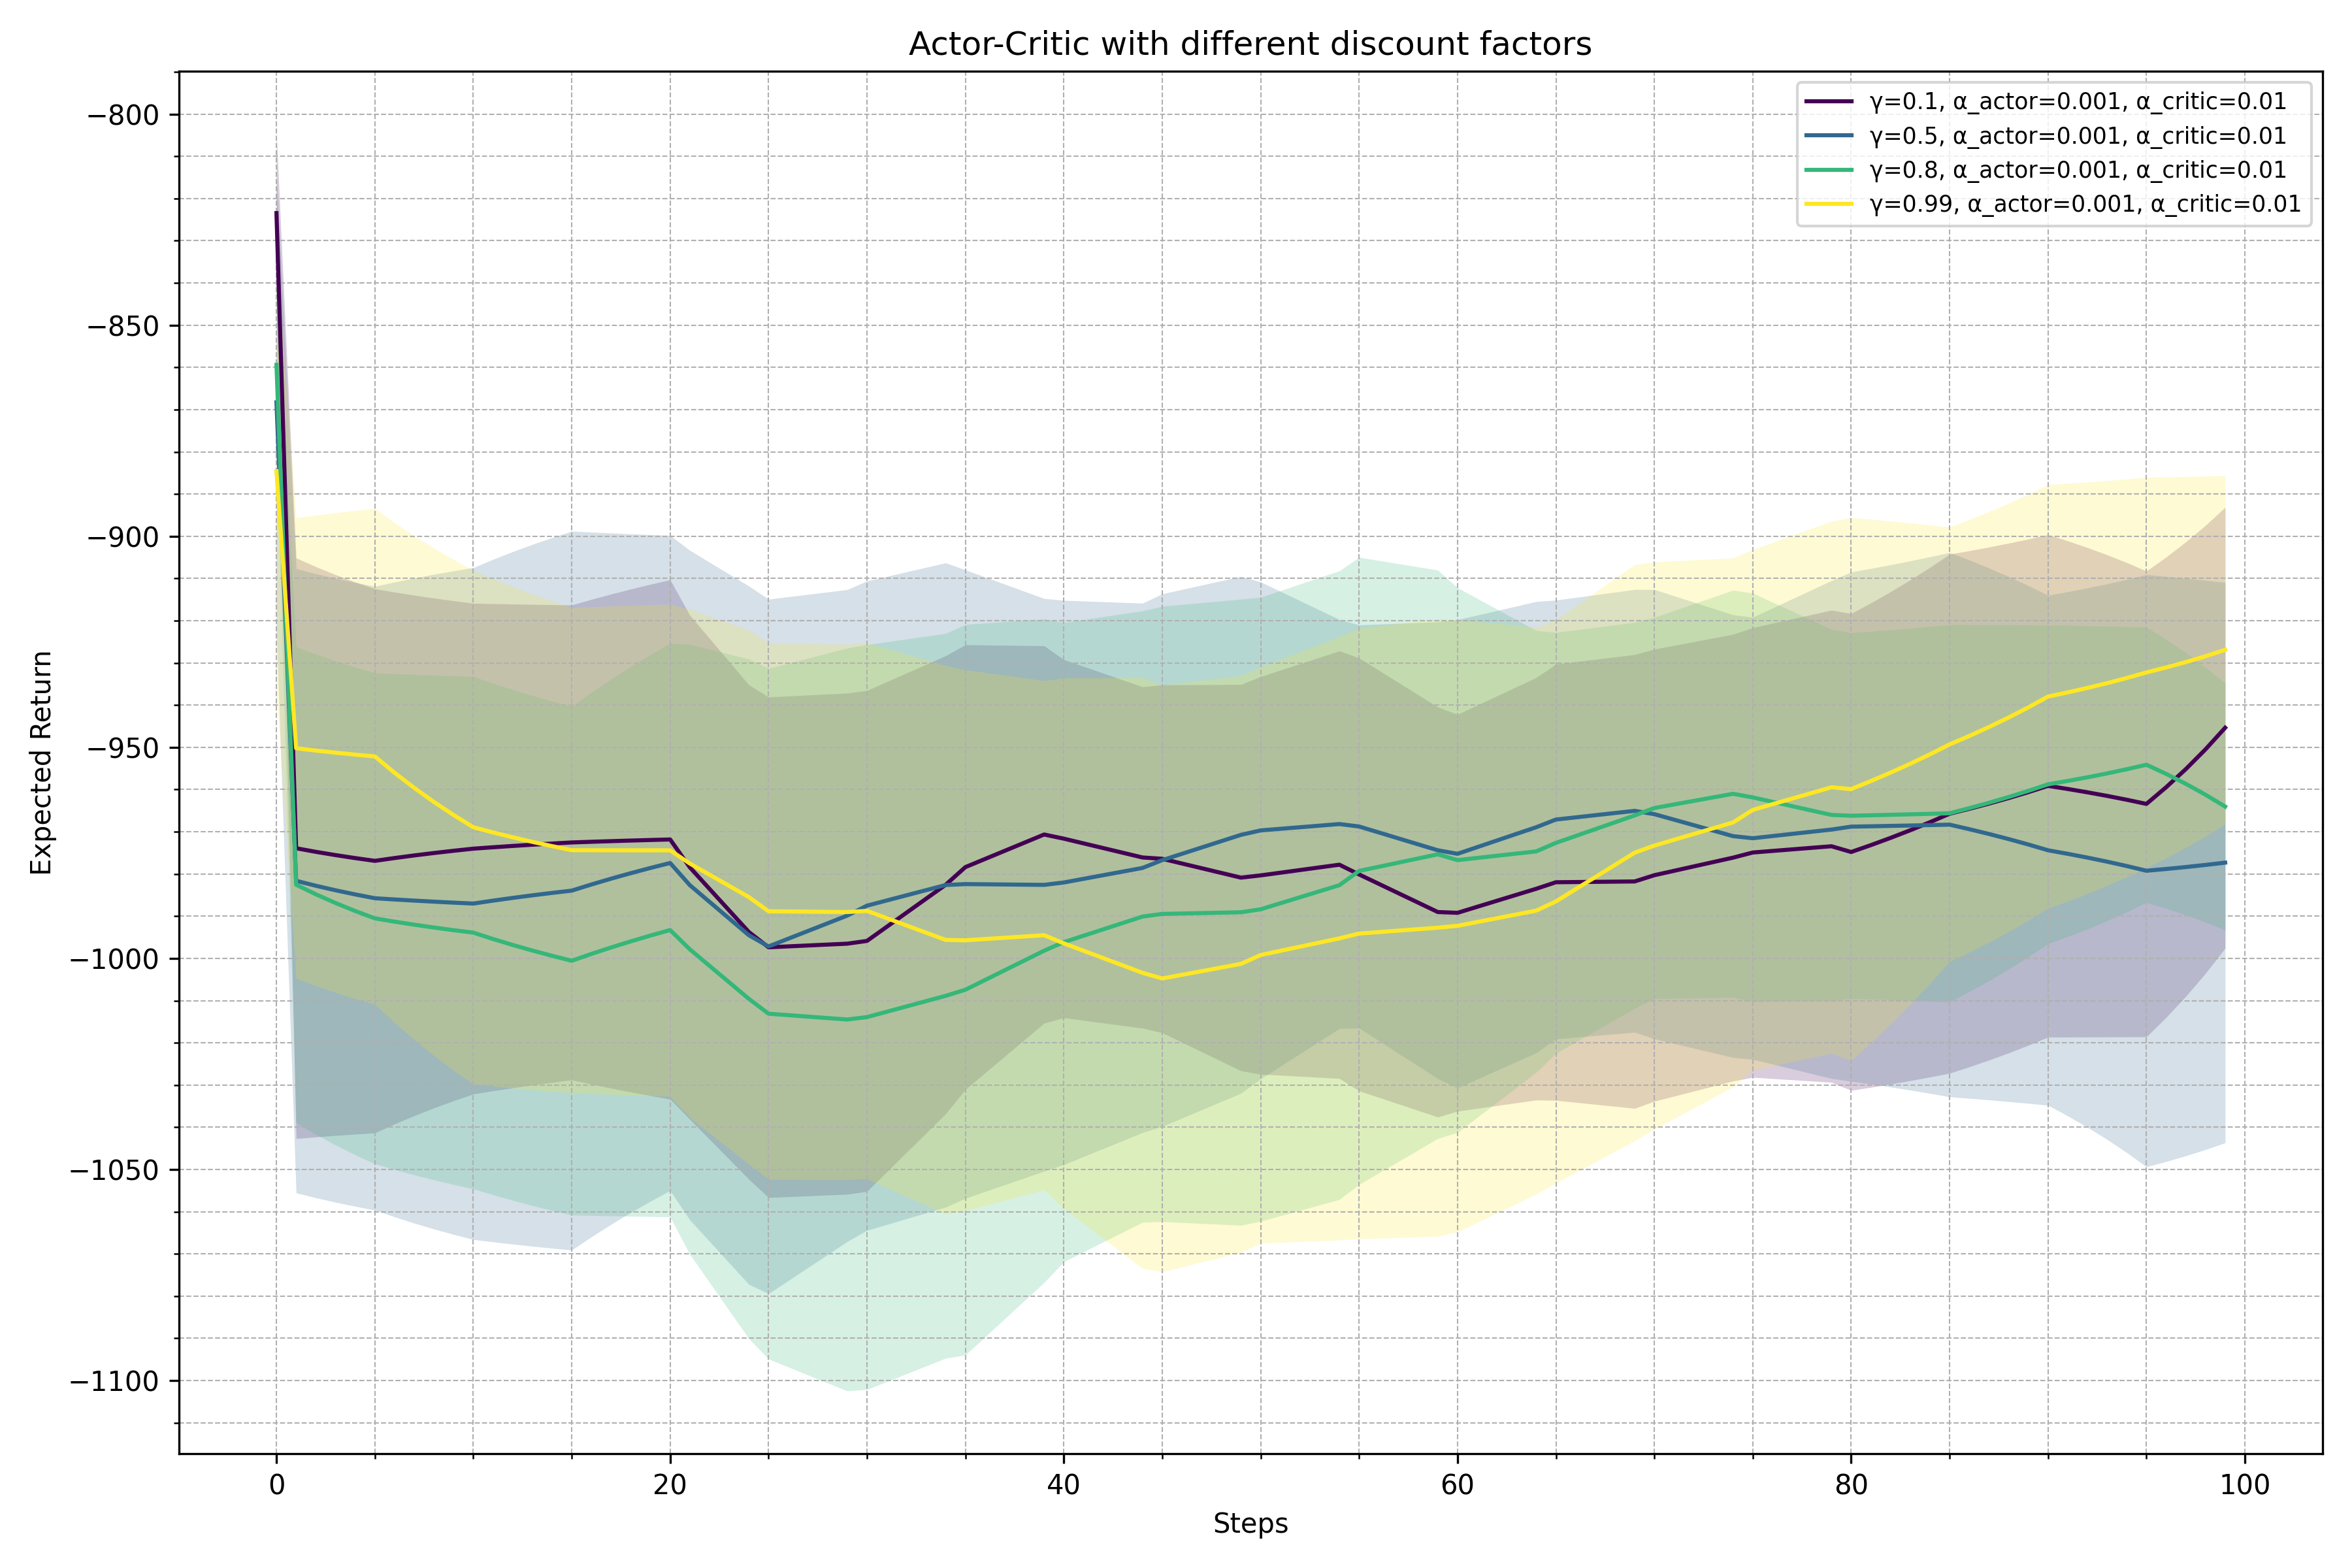 Actor-Critic with different discount factors
γ=0.1, α_actor=0.001, α_critic=0.01
γ=0.5, α_actor=0.001, α_critic=0.01
γ=0.8, α_actor=0.001, α_critic=0.01
γ=0.99, α_actor=0.001, α_critic=0.01
Expected Return
−800
−850
−900
−950
−1000
−1050
−1100
0 20 40 60 80 100
Steps